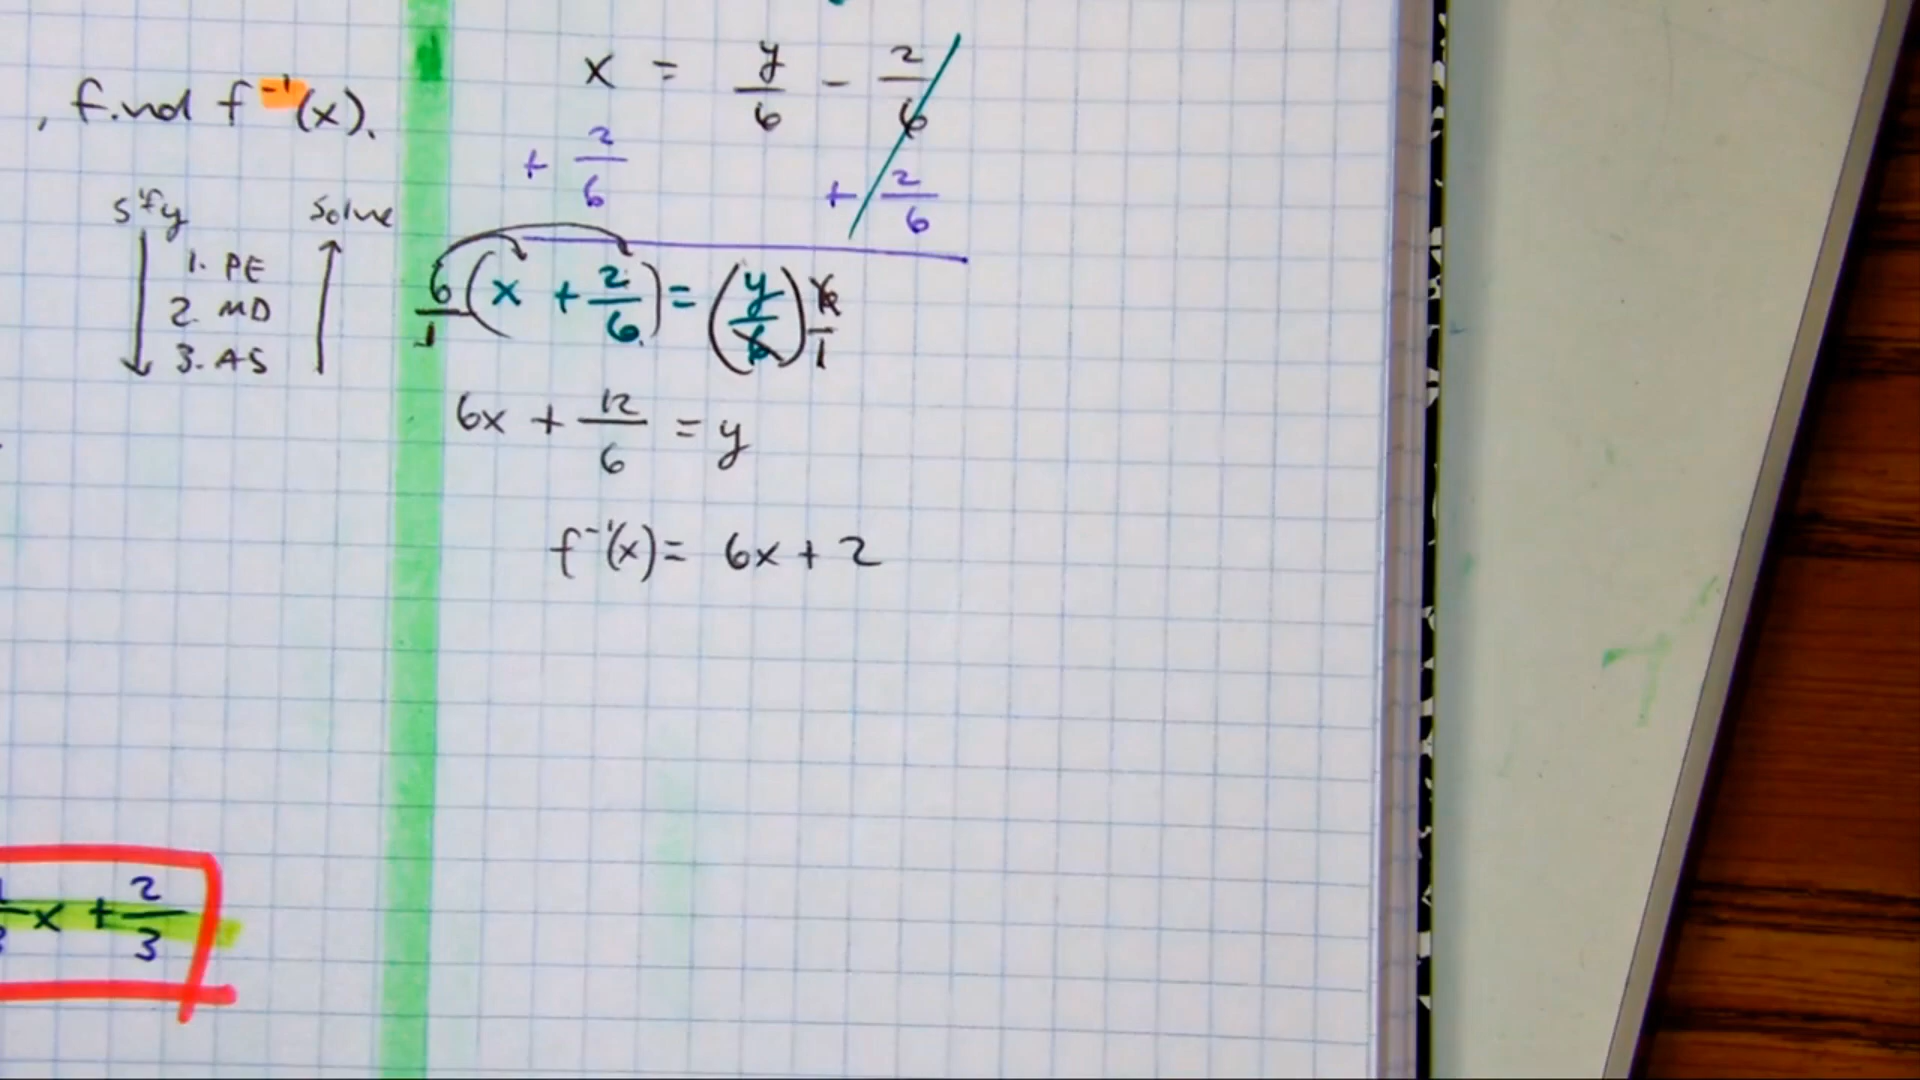 , find f⁻¹(x).
s'fy
solve
1. PE
2. MD
3. AS
x + 2/3
x = y/6 - 2/6
+ 2/6 + 2/6
6/1 (x + 2/6) = (y/6) 6/1
6x + 12/6 = y
f⁻¹(x) = 6x + 2